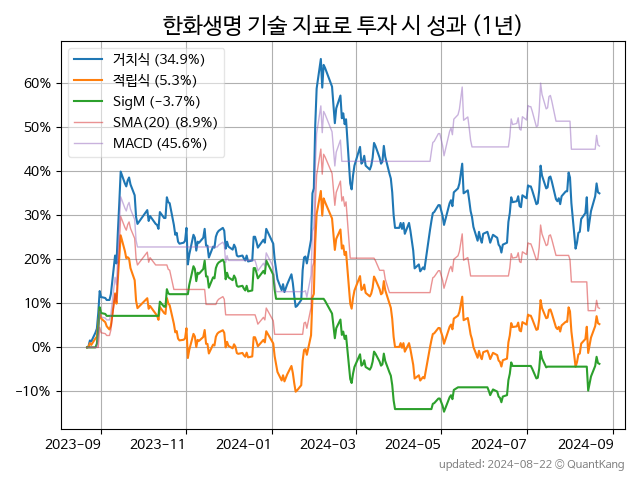 한화생명 기술 지표로 투자 시 성과 (1년)
거치식 (34.9%)
적립식 (5.3%)
SigM (−3.7%)
SMA(20) (8.9%)
MACD (45.6%)
60%
50%
40%
30%
20%
10%
0%
−10%
2023−09 2023−11 2024−01 2024−03 2024−05 2024−07 2024−09
updated: 2024-08-22 ⓒ QuantKang